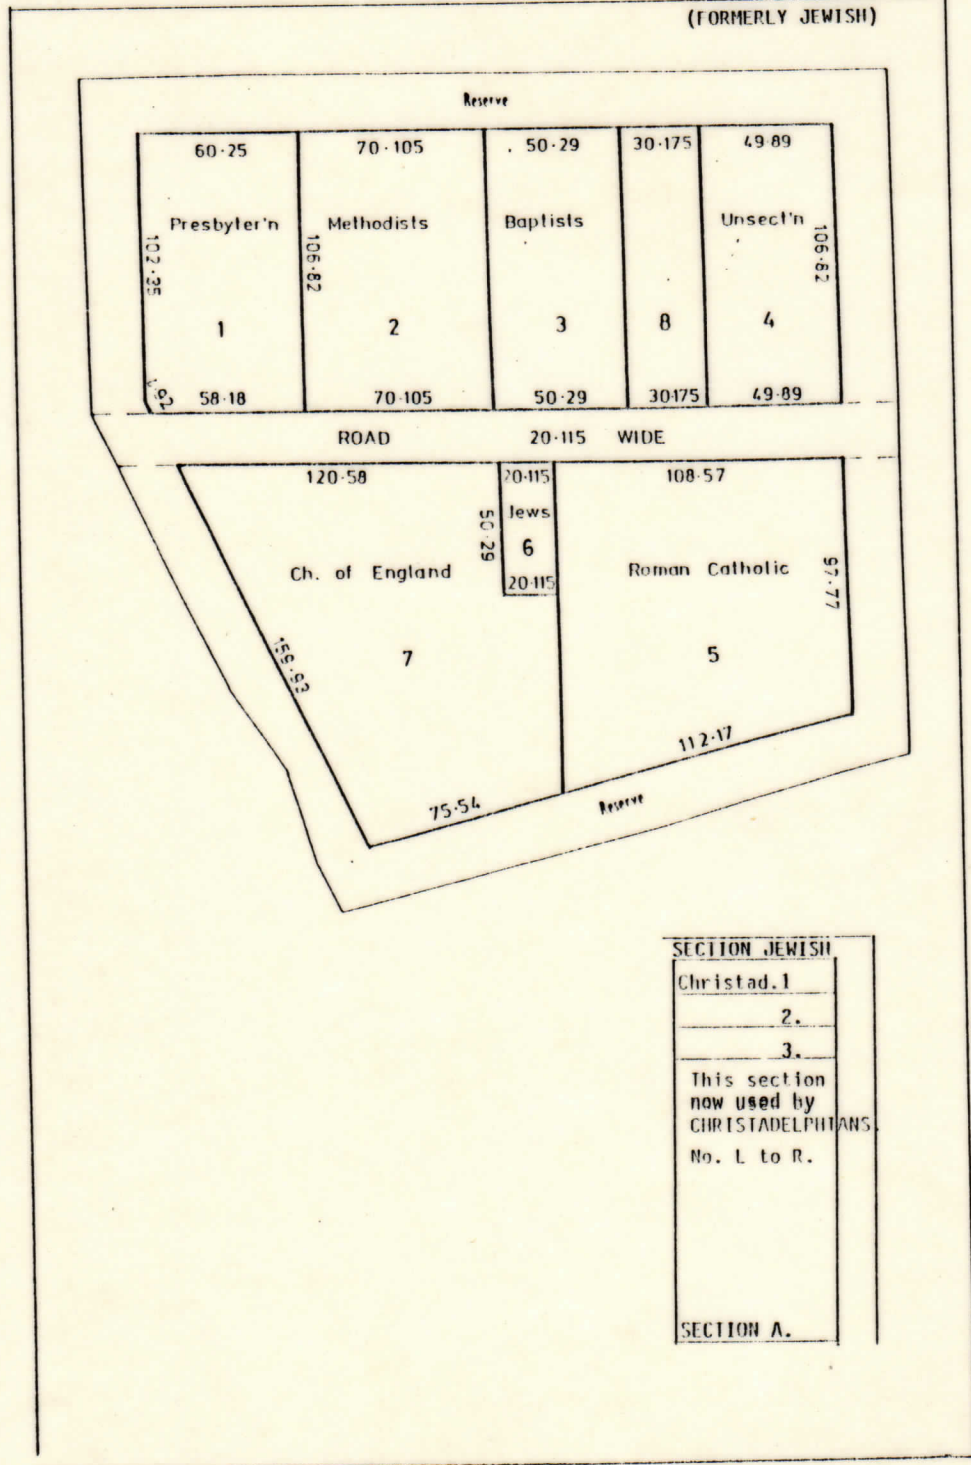 (FORMERLY JEWISH)
Reserve
60·25 70·105 50·29 30·175 49·89
Presbyter'n Methodists Baptists Unsect'n
102·35 106·82 106·82
1 2 3 8 4
58·18 70·105 50·29 30·175 49·89
ROAD 20·115 WIDE
120·58 20·115 108·57
Jews
50·29
6
Ch. of England Roman Catholic
20·115
97·77
7 5
159·93
112·17
75·54
Reserve
SECTION JEWISH
Christad.1
2.
3.
This section
now used by
CHRISTADELPHIANS.
No. L to R.
SECTION A.